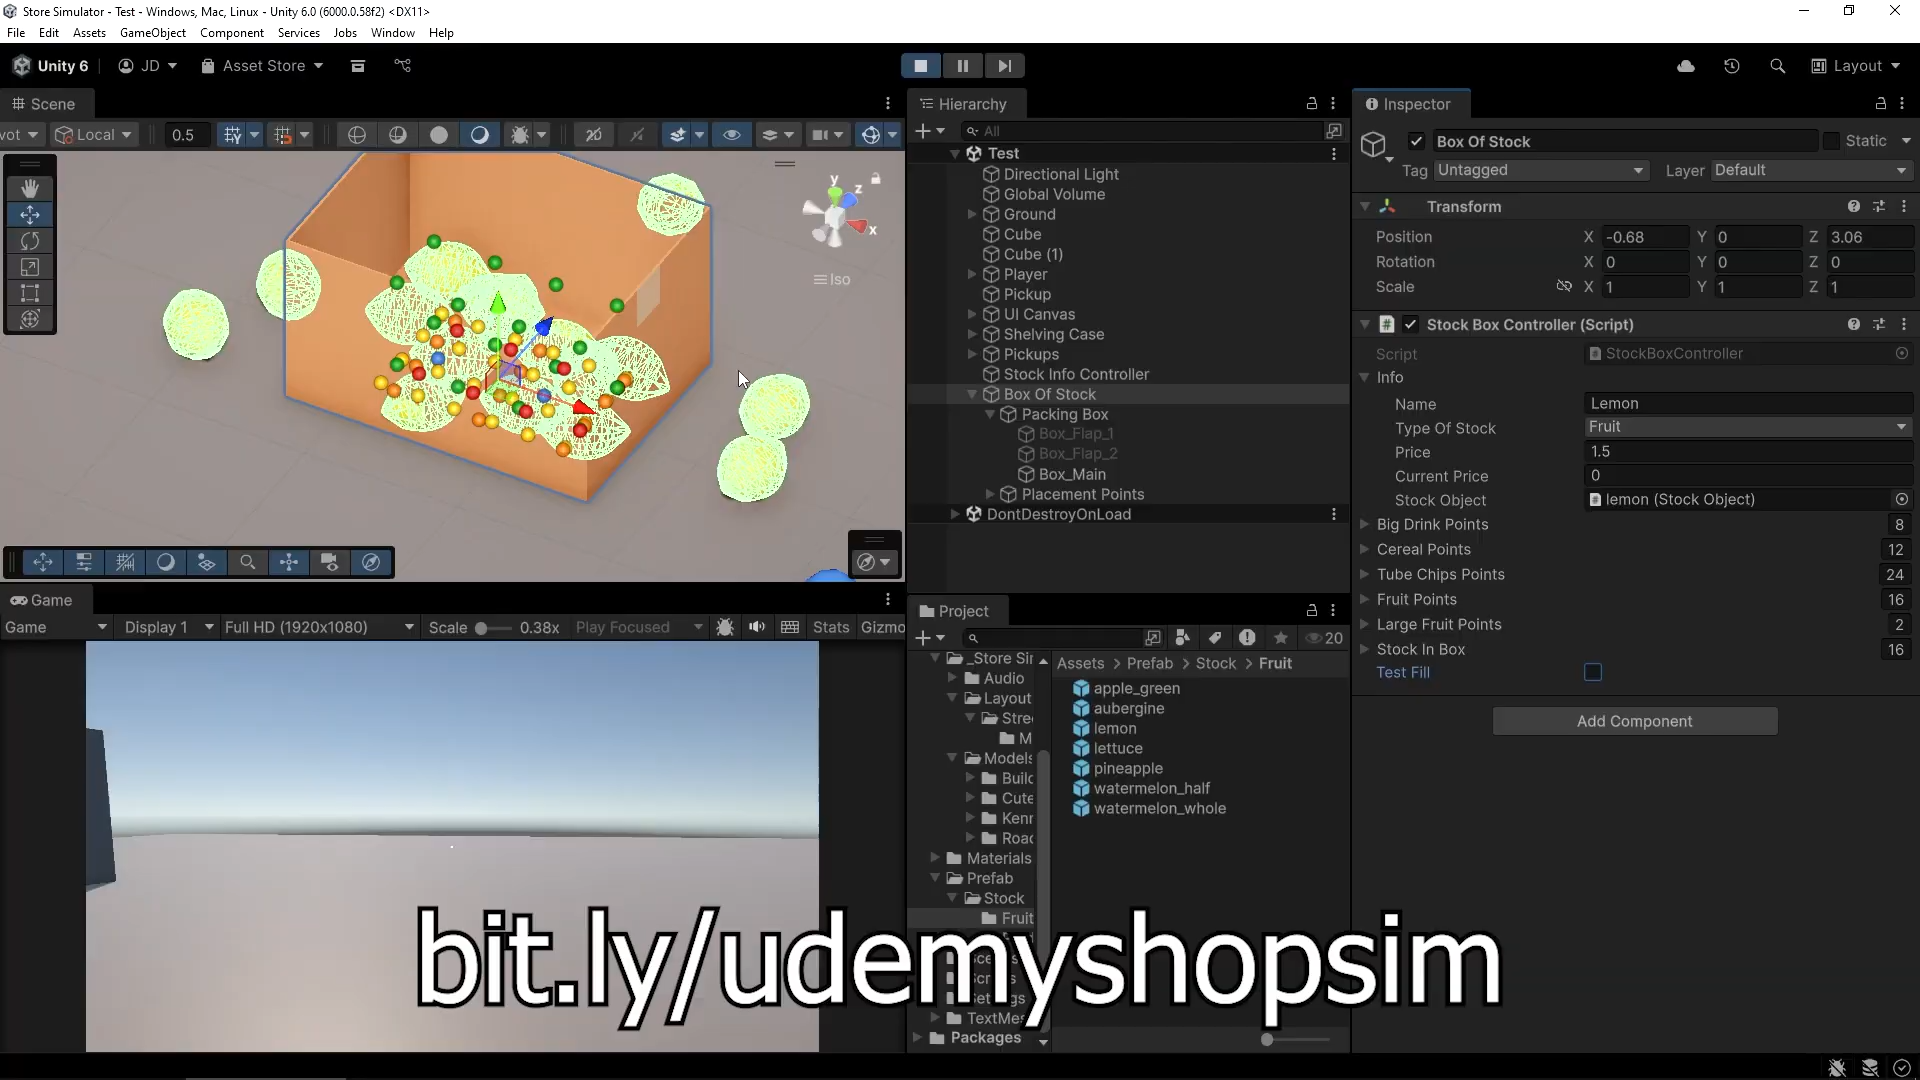 Store Simulator - Test - Windows, Mac, Linux - Unity 6.0 (6000.0.58f2) <DX11>
File Edit Assets GameObject Component Services Jobs Window Help
Unity 6 JD Asset Store Layout
Scene
Local 0.5
y z x
Iso
Game
Game Display 1 Full HD (1920x1080) Scale 0.38x Play Focused Stats
Hierarchy
All
Test
Directional Light
Global Volume
Ground
Cube
Cube (1)
Player
Pickup
UI Canvas
Shelving Case
Pickups
Stock Info Controller
Box Of Stock
Packing Box
Box_Flap_1
Box_Flap_2
Box_Main
Placement Points
DontDestroyOnLoad
Project
20
Assets > Prefab > Stock > Fruit
Audio
Layout
Models
Materials
Prefab
Stock
Fruit
Packages
apple_green
aubergine
lemon
lettuce
pineapple
watermelon_half
watermelon_whole
Inspector
Box Of Stock Static
Tag Untagged Layer Default
Transform
Position X -0.68 Y 0 Z 3.06
Rotation X 0 Y 0 Z 0
Scale X 1 Y 1 Z 1
Stock Box Controller (Script)
Script StockBoxController
Info
Name Lemon
Type Of Stock Fruit
Price 1.5
Current Price 0
Stock Object lemon (Stock Object)
Big Drink Points 8
Cereal Points 12
Tube Chips Points 24
Fruit Points 16
Large Fruit Points 2
Stock In Box 16
Test Fill
Add Component
bit.ly/udemyshopsim